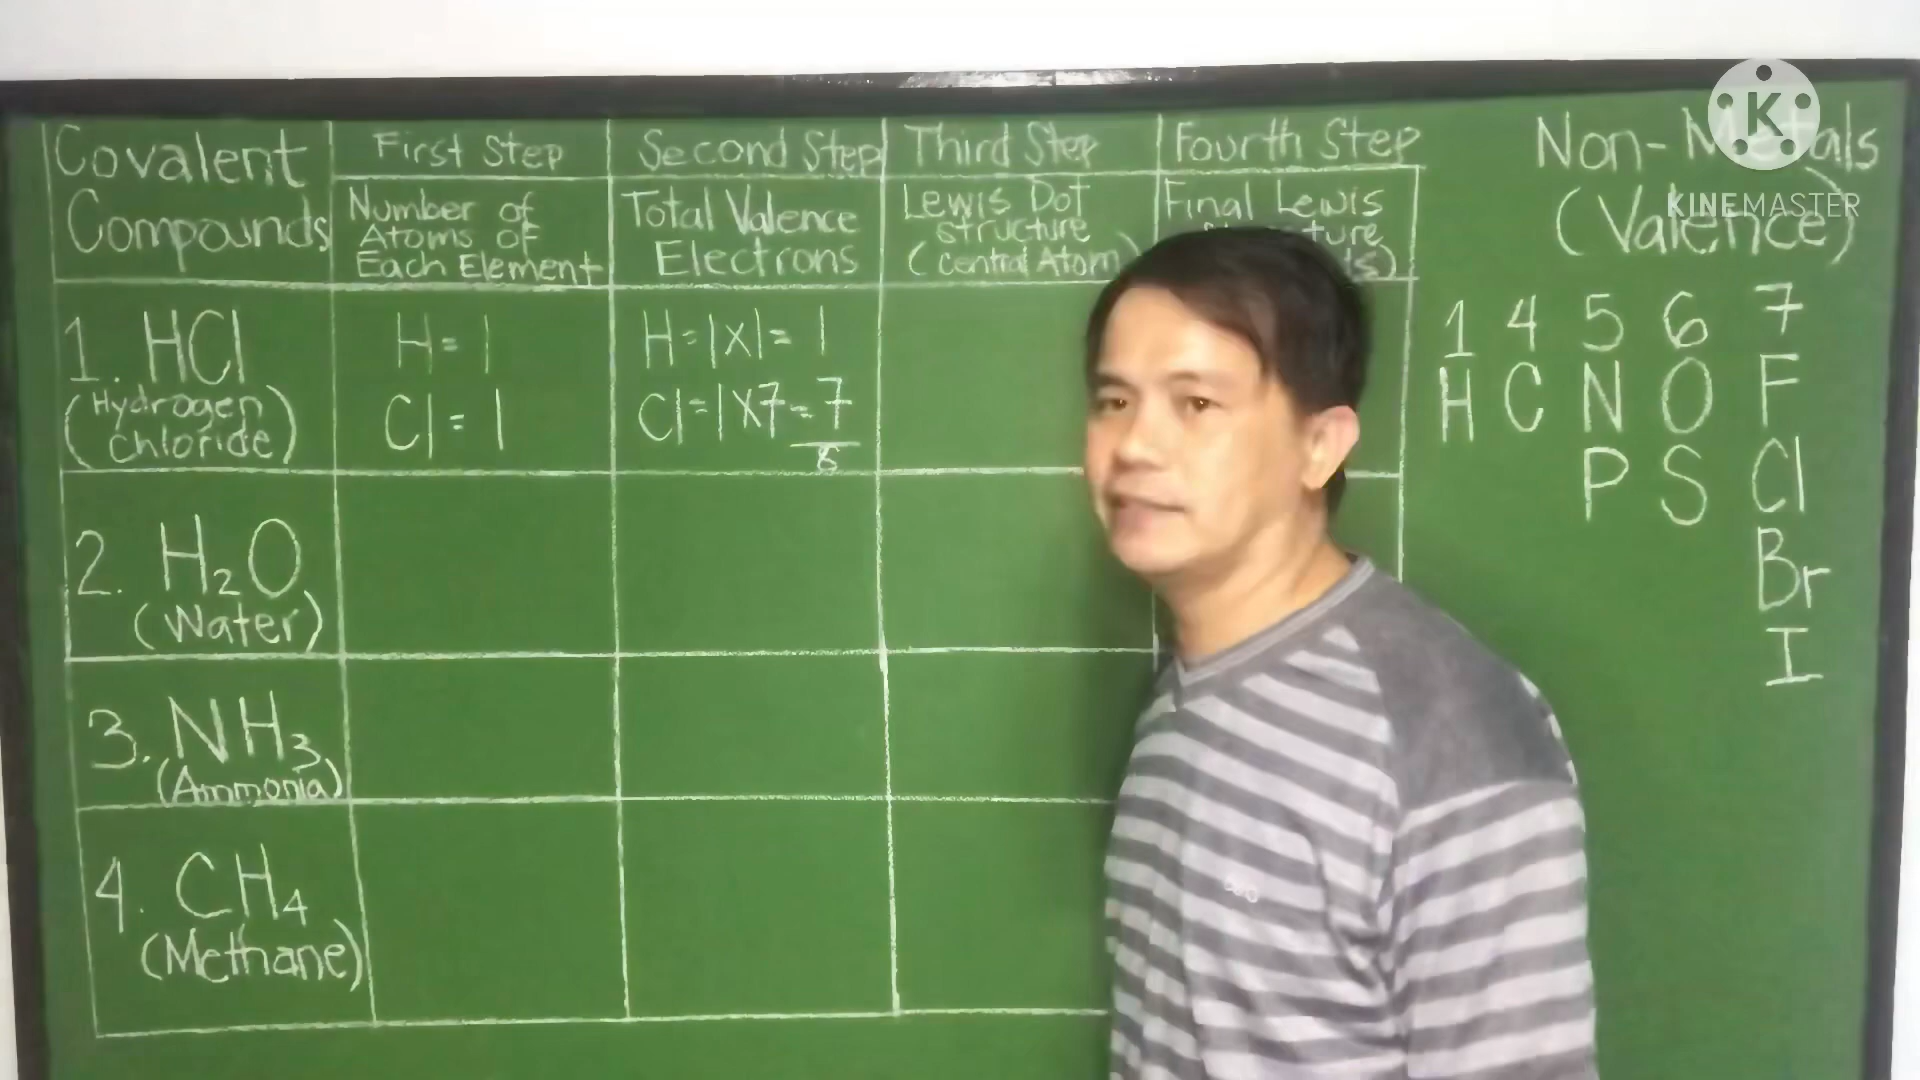 Covalent
Compounds
First Step
Number of
Atoms of
Each Element
Second Step
Total Valence
Electrons
Third Step
Lewis Dot
structure
(Central Atom)
Fourth Step
Final Lewis
1. HCl
(Hydrogen
Chloride)
H = 1
Cl = 1
H=1x1= 1
Cl=1x7=7
8
2. H₂O
(Water)
3. NH₃
(Ammonia)
4. CH₄
(Methane)
Non-Metals
(Valence)
1 4 5 6 7
H C N O F
P S Cl
Br
I
K
KINEMASTER